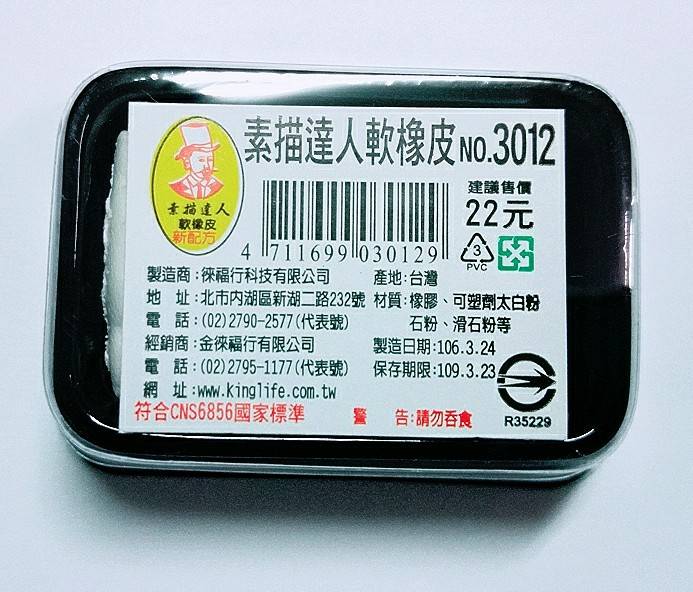 素描達人軟橡皮NO.3012
素描達人
軟橡皮
新配方
4 711699 030129
建議售價
22元
3
PVC
製造商:徠福行科技有限公司
產地:台灣
地 址:北市內湖區新湖二路232號
材質:橡膠、可塑劑太白粉
石粉、滑石粉等
電 話:(02)2790-2577(代表號)
經銷商:金徠福行有限公司
製造日期:106.3.24
電 話:(02)2795-1177(代表號)
保存期限:109.3.23
網 址:www.kinglife.com.tw
符合CNS6856國家標準
警 告:請勿吞食
R35229